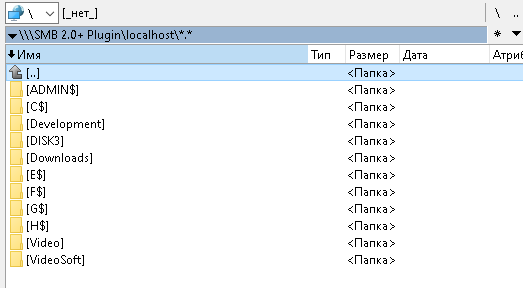 \ [_нет_] \ ..
\\\SMB 2.0+ Plugin\localhost\*.* *
Имя Тип Размер Дата Атриб
[..] <Папка>
[ADMIN$] <Папка>
[C$] <Папка>
[Development] <Папка>
[DISK3] <Папка>
[Downloads] <Папка>
[E$] <Папка>
[F$] <Папка>
[G$] <Папка>
[H$] <Папка>
[Video] <Папка>
[VideoSoft] <Папка>